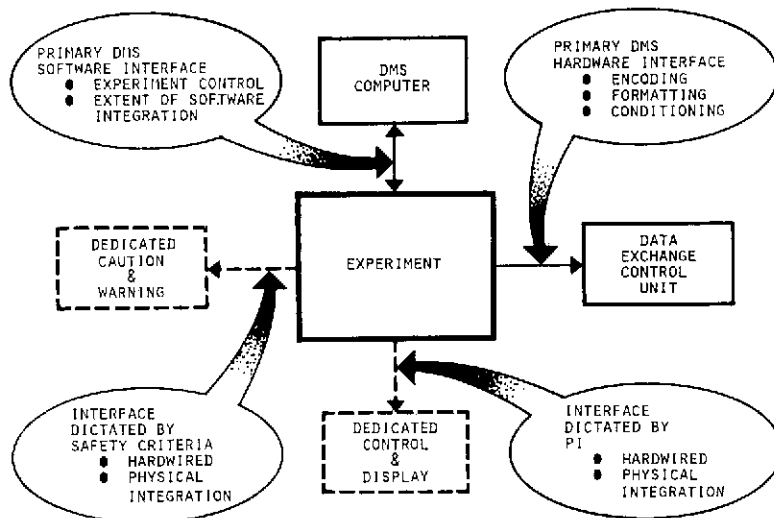 PRIMARY DMS
SOFTWARE INTERFACE
● EXPERIMENT CONTROL
● EXTENT OF SOFTWARE
INTEGRATION
DMS
COMPUTER
PRIMARY DMS
HARDWARE INTERFACE
● ENCODING
● FORMATTING
● CONDITIONING
DEDICATED
CAUTION
&
WARNING
EXPERIMENT
DATA
EXCHANGE
CONTROL
UNIT
INTERFACE
DICTATED BY
SAFETY CRITERIA
● HARDWIRED
● PHYSICAL
INTEGRATION
DEDICATED
CONTROL
&
DISPLAY
INTERFACE
DICTATED BY
PI
● HARDWIRED
● PHYSICAL
INTEGRATION